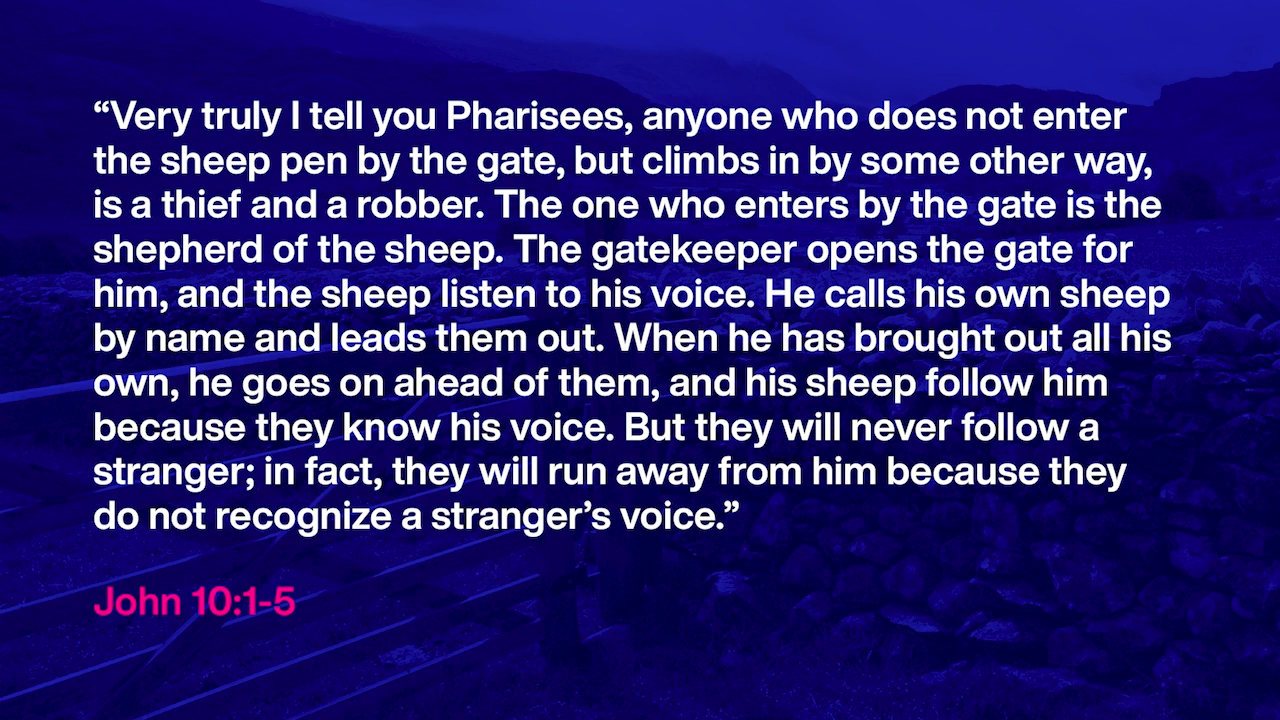 “Very truly I tell you Pharisees, anyone who does not enter
the sheep pen by the gate, but climbs in by some other way,
is a thief and a robber. The one who enters by the gate is the
shepherd of the sheep. The gatekeeper opens the gate for
him, and the sheep listen to his voice. He calls his own sheep
by name and leads them out. When he has brought out all his
own, he goes on ahead of them, and his sheep follow him
because they know his voice. But they will never follow a
stranger; in fact, they will run away from him because they
do not recognize a stranger’s voice.”
John 10:1-5